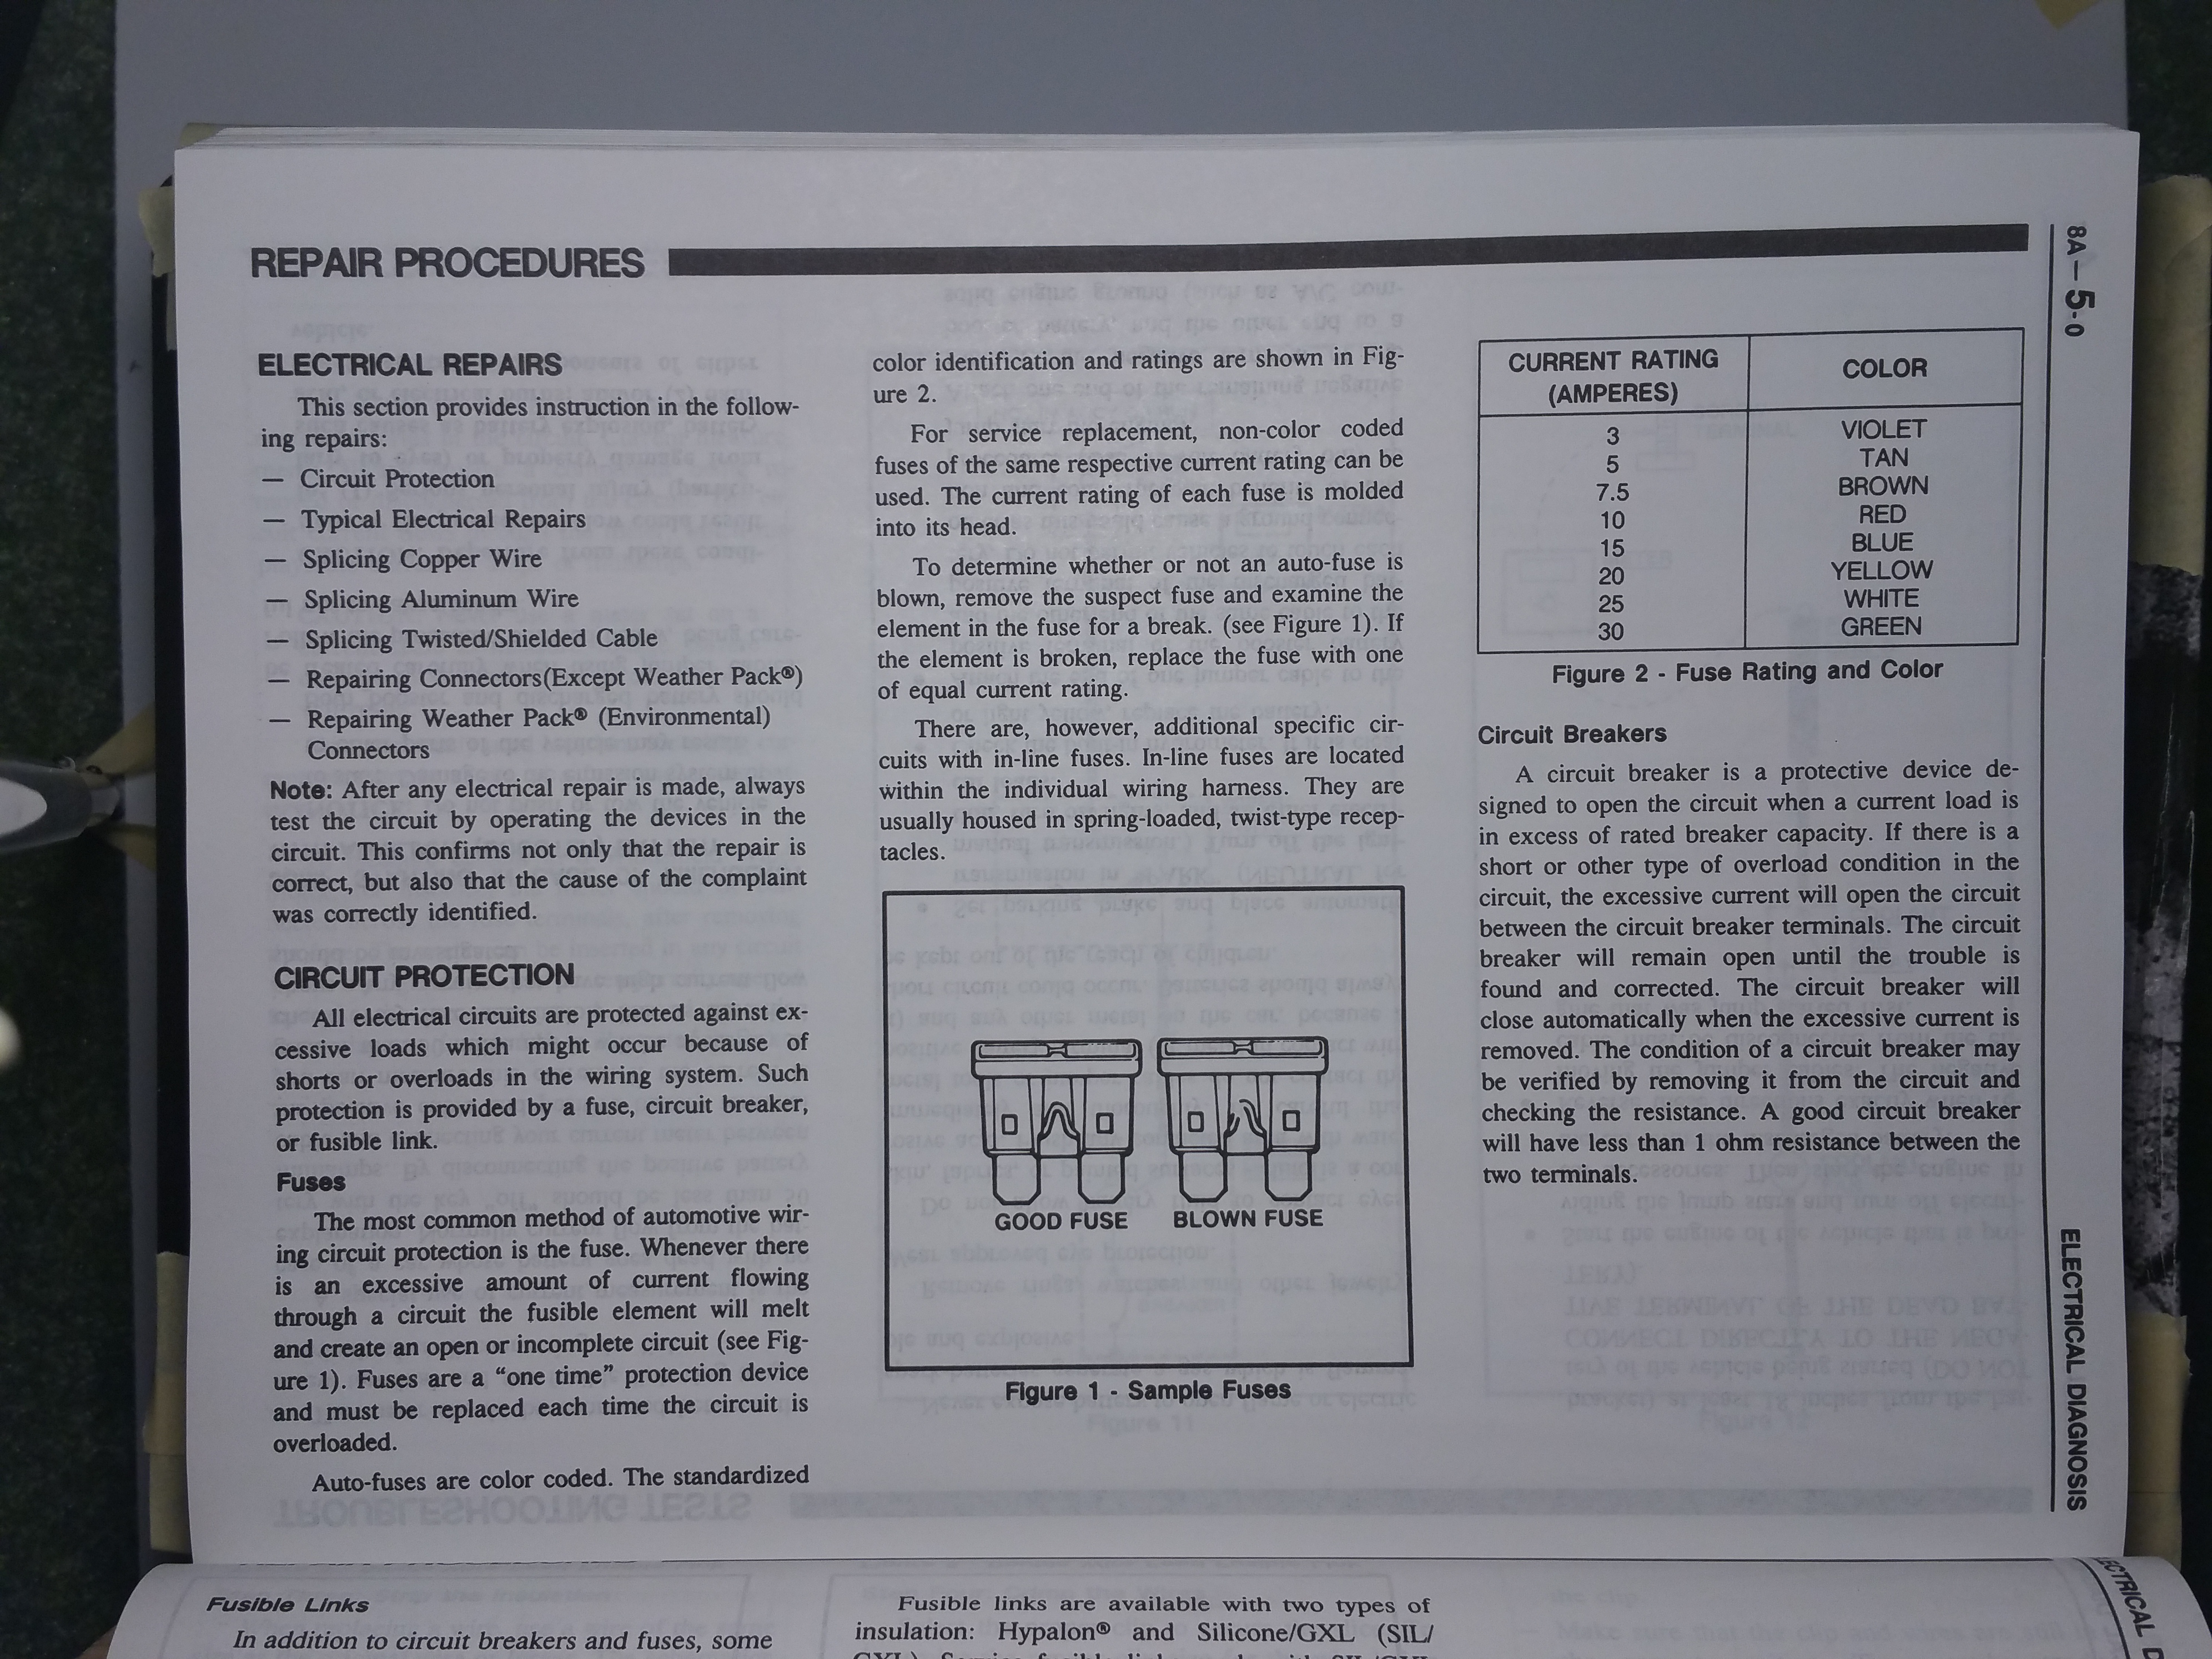 REPAIR PROCEDURES
8A—5-0
ELECTRICAL REPAIRS
This section provides instruction in the follow-
ing repairs:
— Circuit Protection
— Typical Electrical Repairs
— Splicing Copper Wire
— Splicing Aluminum Wire
— Splicing Twisted/Shielded Cable
— Repairing Connectors(Except Weather Pack®)
— Repairing Weather Pack® (Environmental)
Connectors
Note: After any electrical repair is made, always
test the circuit by operating the devices in the
circuit. This confirms not only that the repair is
correct, but also that the cause of the complaint
was correctly identified.
CIRCUIT PROTECTION
All electrical circuits are protected against ex-
cessive loads which might occur because of
shorts or overloads in the wiring system. Such
protection is provided by a fuse, circuit breaker,
or fusible link.
Fuses
The most common method of automotive wir-
ing circuit protection is the fuse. Whenever there
is an excessive amount of current flowing
through a circuit the fusible element will melt
and create an open or incomplete circuit (see Fig-
ure 1). Fuses are a “one time” protection device
and must be replaced each time the circuit is
overloaded.
Auto-fuses are color coded. The standardized
color identification and ratings are shown in Fig-
ure 2.
For service replacement, non-color coded
fuses of the same respective current rating can be
used. The current rating of each fuse is molded
into its head.
To determine whether or not an auto-fuse is
blown, remove the suspect fuse and examine the
element in the fuse for a break. (see Figure 1). If
the element is broken, replace the fuse with one
of equal current rating.
There are, however, additional specific cir-
cuits with in-line fuses. In-line fuses are located
within the individual wiring harness. They are
usually housed in spring-loaded, twist-type recep-
tacles.
GOOD FUSE BLOWN FUSE
Figure 1 - Sample Fuses
CURRENT RATING
(AMPERES) COLOR
3 VIOLET
5 TAN
7.5 BROWN
10 RED
15 BLUE
20 YELLOW
25 WHITE
30 GREEN
Figure 2 - Fuse Rating and Color
Circuit Breakers
A circuit breaker is a protective device de-
signed to open the circuit when a current load is
in excess of rated breaker capacity. If there is a
short or other type of overload condition in the
circuit, the excessive current will open the circuit
between the circuit breaker terminals. The circuit
breaker will remain open until the trouble is
found and corrected. The circuit breaker will
close automatically when the excessive current is
removed. The condition of a circuit breaker may
be verified by removing it from the circuit and
checking the resistance. A good circuit breaker
will have less than 1 ohm resistance between the
two terminals.
ELECTRICAL DIAGNOSIS
Fusible Links
In addition to circuit breakers and fuses, some
Fusible links are available with two types of
insulation: Hypalon® and Silicone/GXL (SIL/